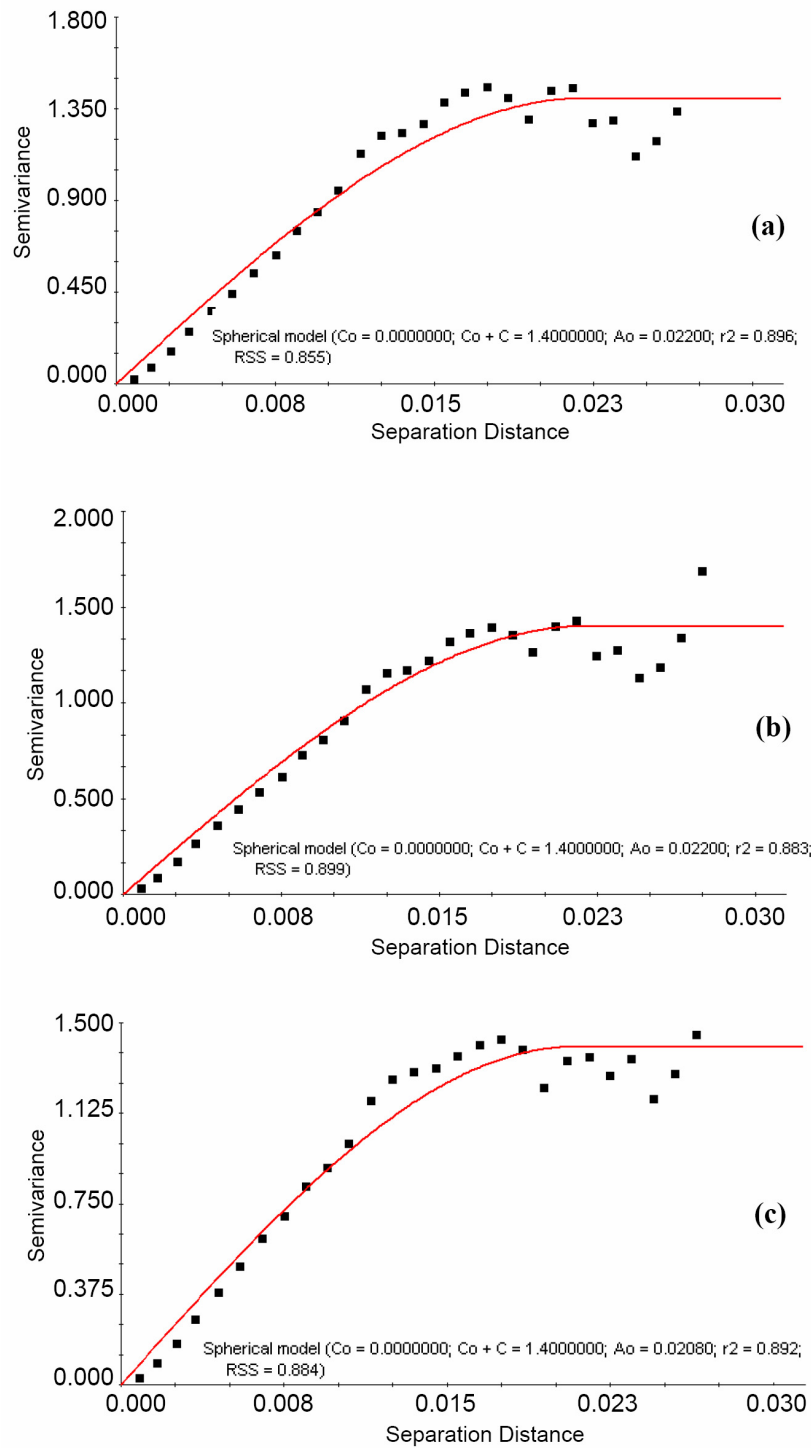 1.800
1.350
0.900
0.450
0.000
Semivariance
(a)
Spherical model (Co = 0.0000000; Co + C = 1.4000000; Ao = 0.02200; r2 = 0.896;
RSS = 0.855)
0.000 0.008 0.015 0.023 0.030
Separation Distance
2.000
1.500
1.000
0.500
0.000
Semivariance
(b)
Spherical model (Co = 0.0000000; Co + C = 1.4000000; Ao = 0.02200; r2 = 0.883;
RSS = 0.899)
0.000 0.008 0.015 0.023 0.030
Separation Distance
1.500
1.125
0.750
0.375
0.000
Semivariance
(c)
Spherical model (Co = 0.0000000; Co + C = 1.4000000; Ao = 0.02080; r2 = 0.892;
RSS = 0.884)
0.000 0.008 0.015 0.023 0.030
Separation Distance